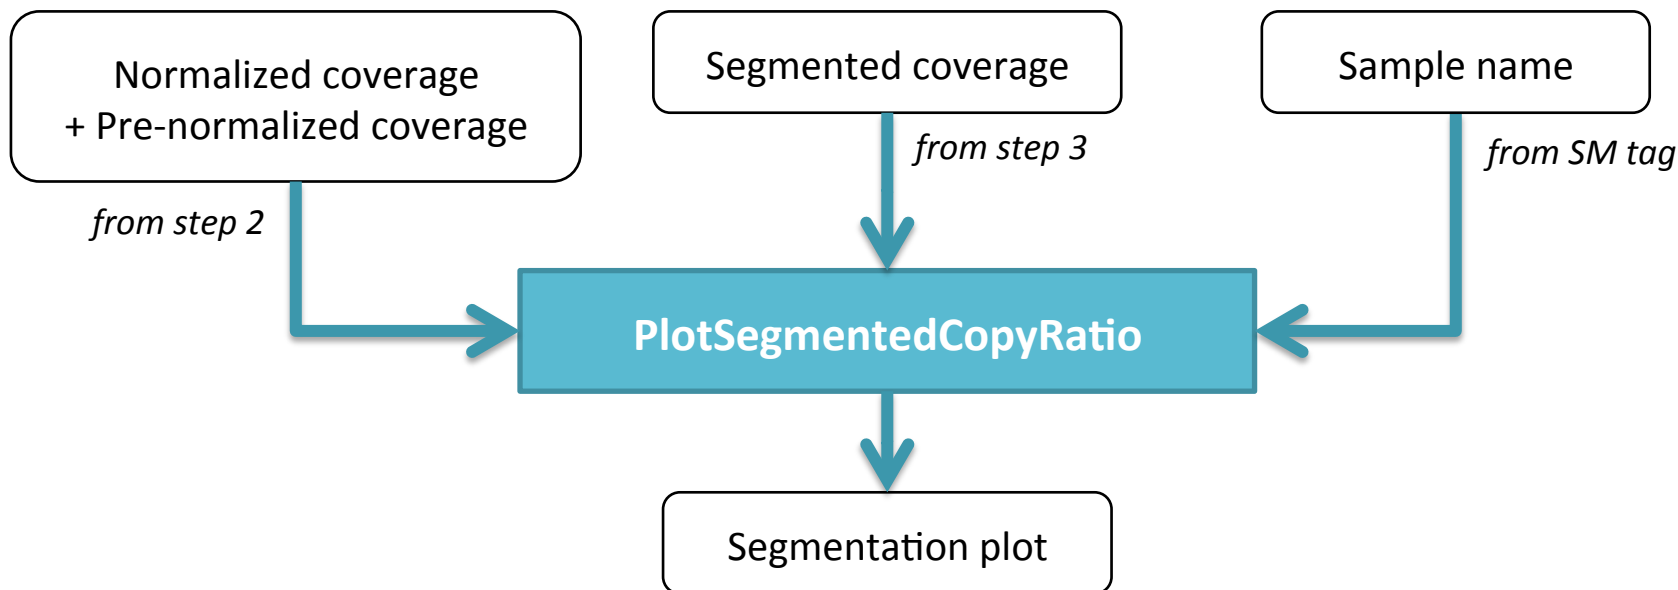 Normalized coverage
+ Pre-normalized coverage
Segmented coverage
Sample name
from step 2
from step 3
from SM tag
PlotSegmentedCopyRatio
Segmentation plot